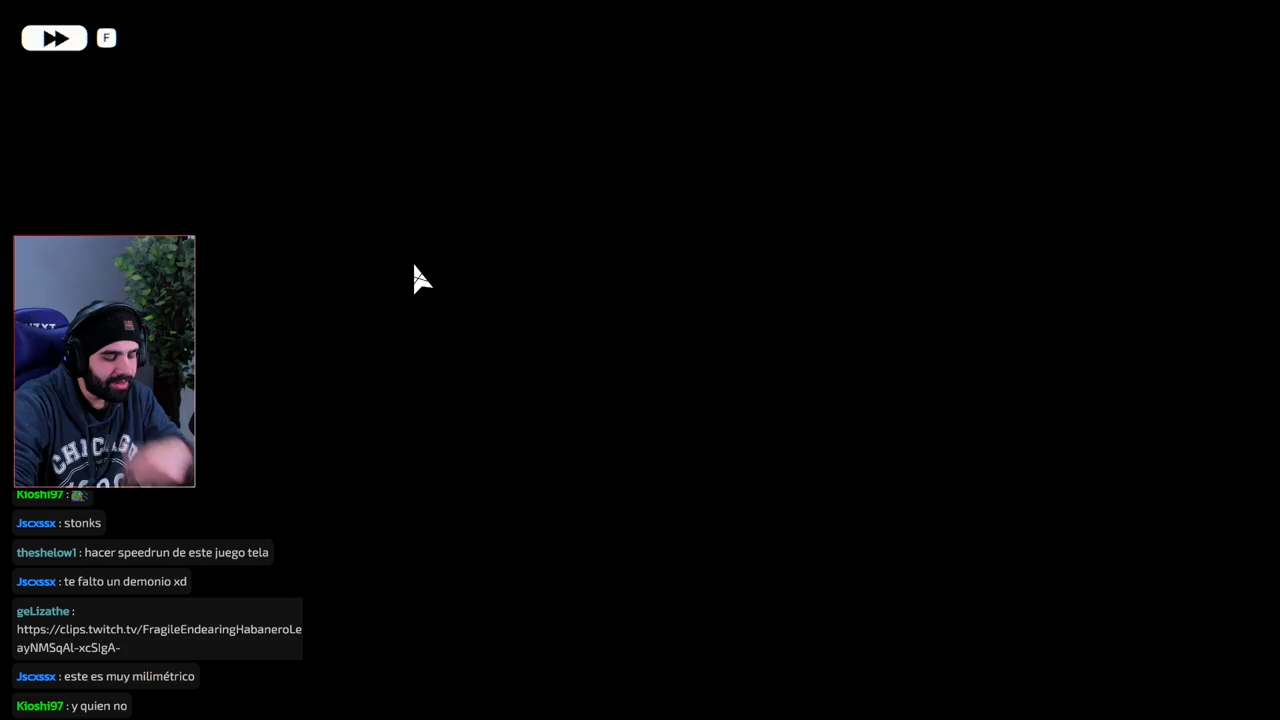 F
CHICAGO
Kioshi97 :
Jscxssx : stonks
theshelow1 : hacer speedrun de este juego tela
Jscxssx : te falto un demonio xd
geLizathe :
https://clips.twitch.tv/FragileEndearingHabaneroLe
ayNMSqAl-xcSIgA-
Jscxssx : este es muy milimétrico
Kioshi97 : y quien no